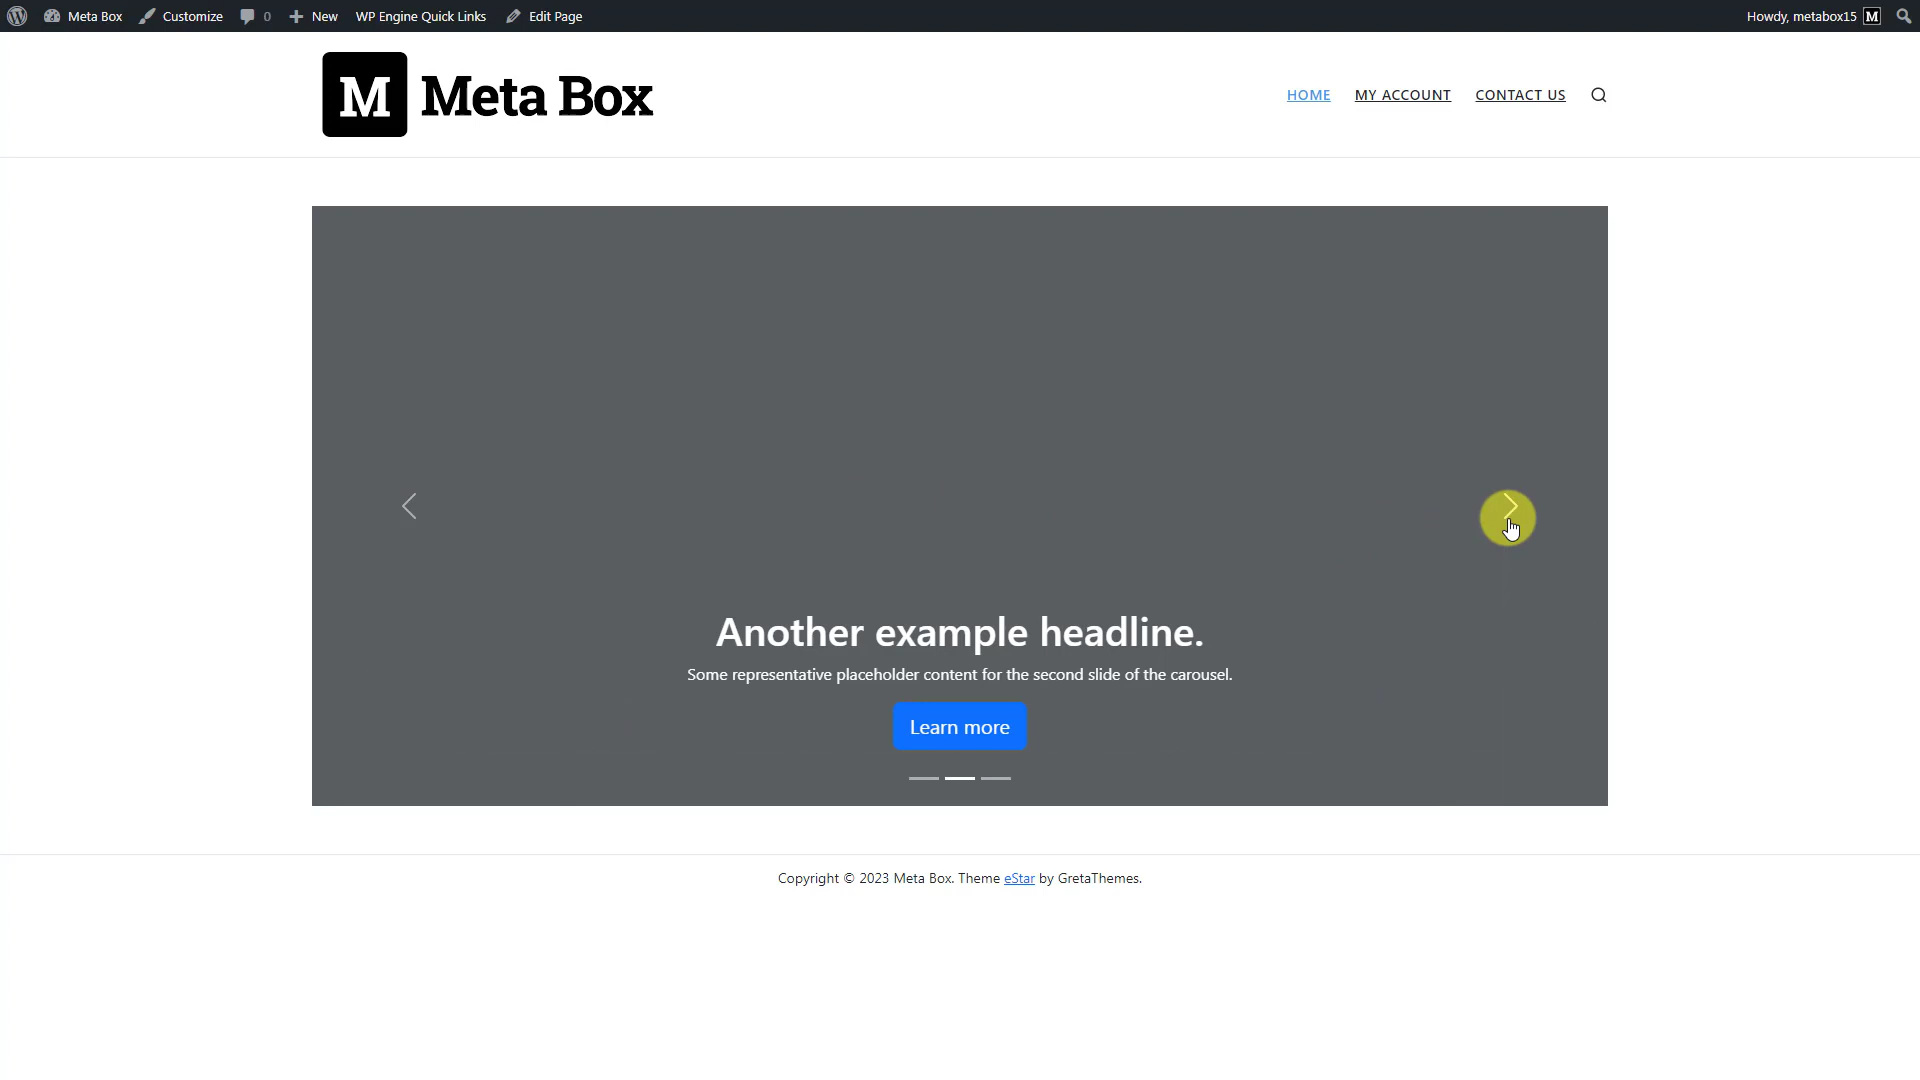 Meta Box Customize 0 New WP Engine Quick Links Edit Page Howdy, metabox15 M
M Meta Box HOME MY ACCOUNT CONTACT US
Another example headline.
Some representative placeholder content for the second slide of the carousel.
Learn more
Copyright © 2023 Meta Box. Theme eStar by GretaThemes.